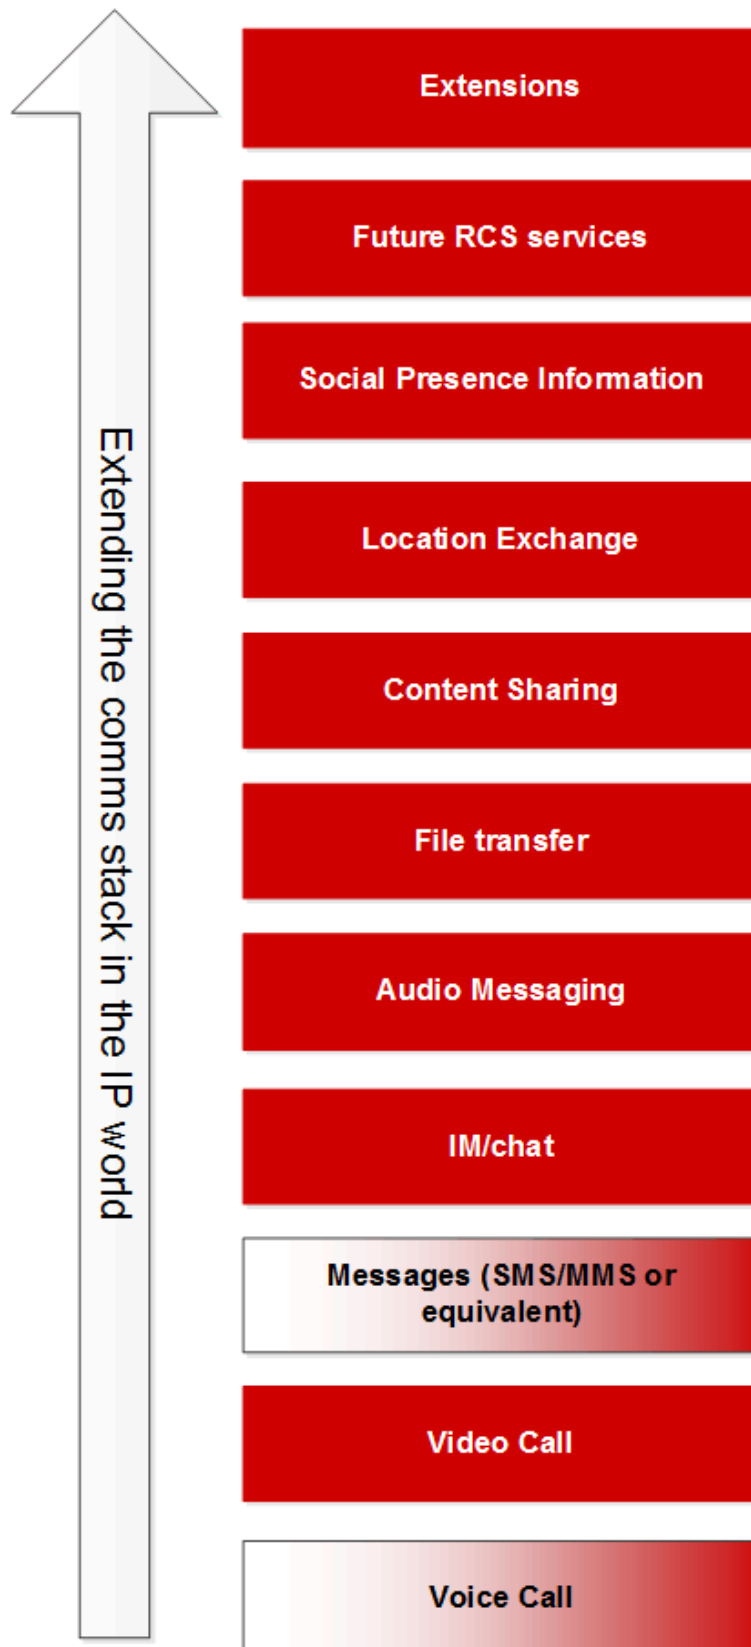 Extensions
Future RCS services
Social Presence Information
Location Exchange
Content Sharing
File transfer
Audio Messaging
IM/chat
Messages (SMS/MMS or
equivalent)
Video Call
Voice Call
Extending the comms stack in the IP world